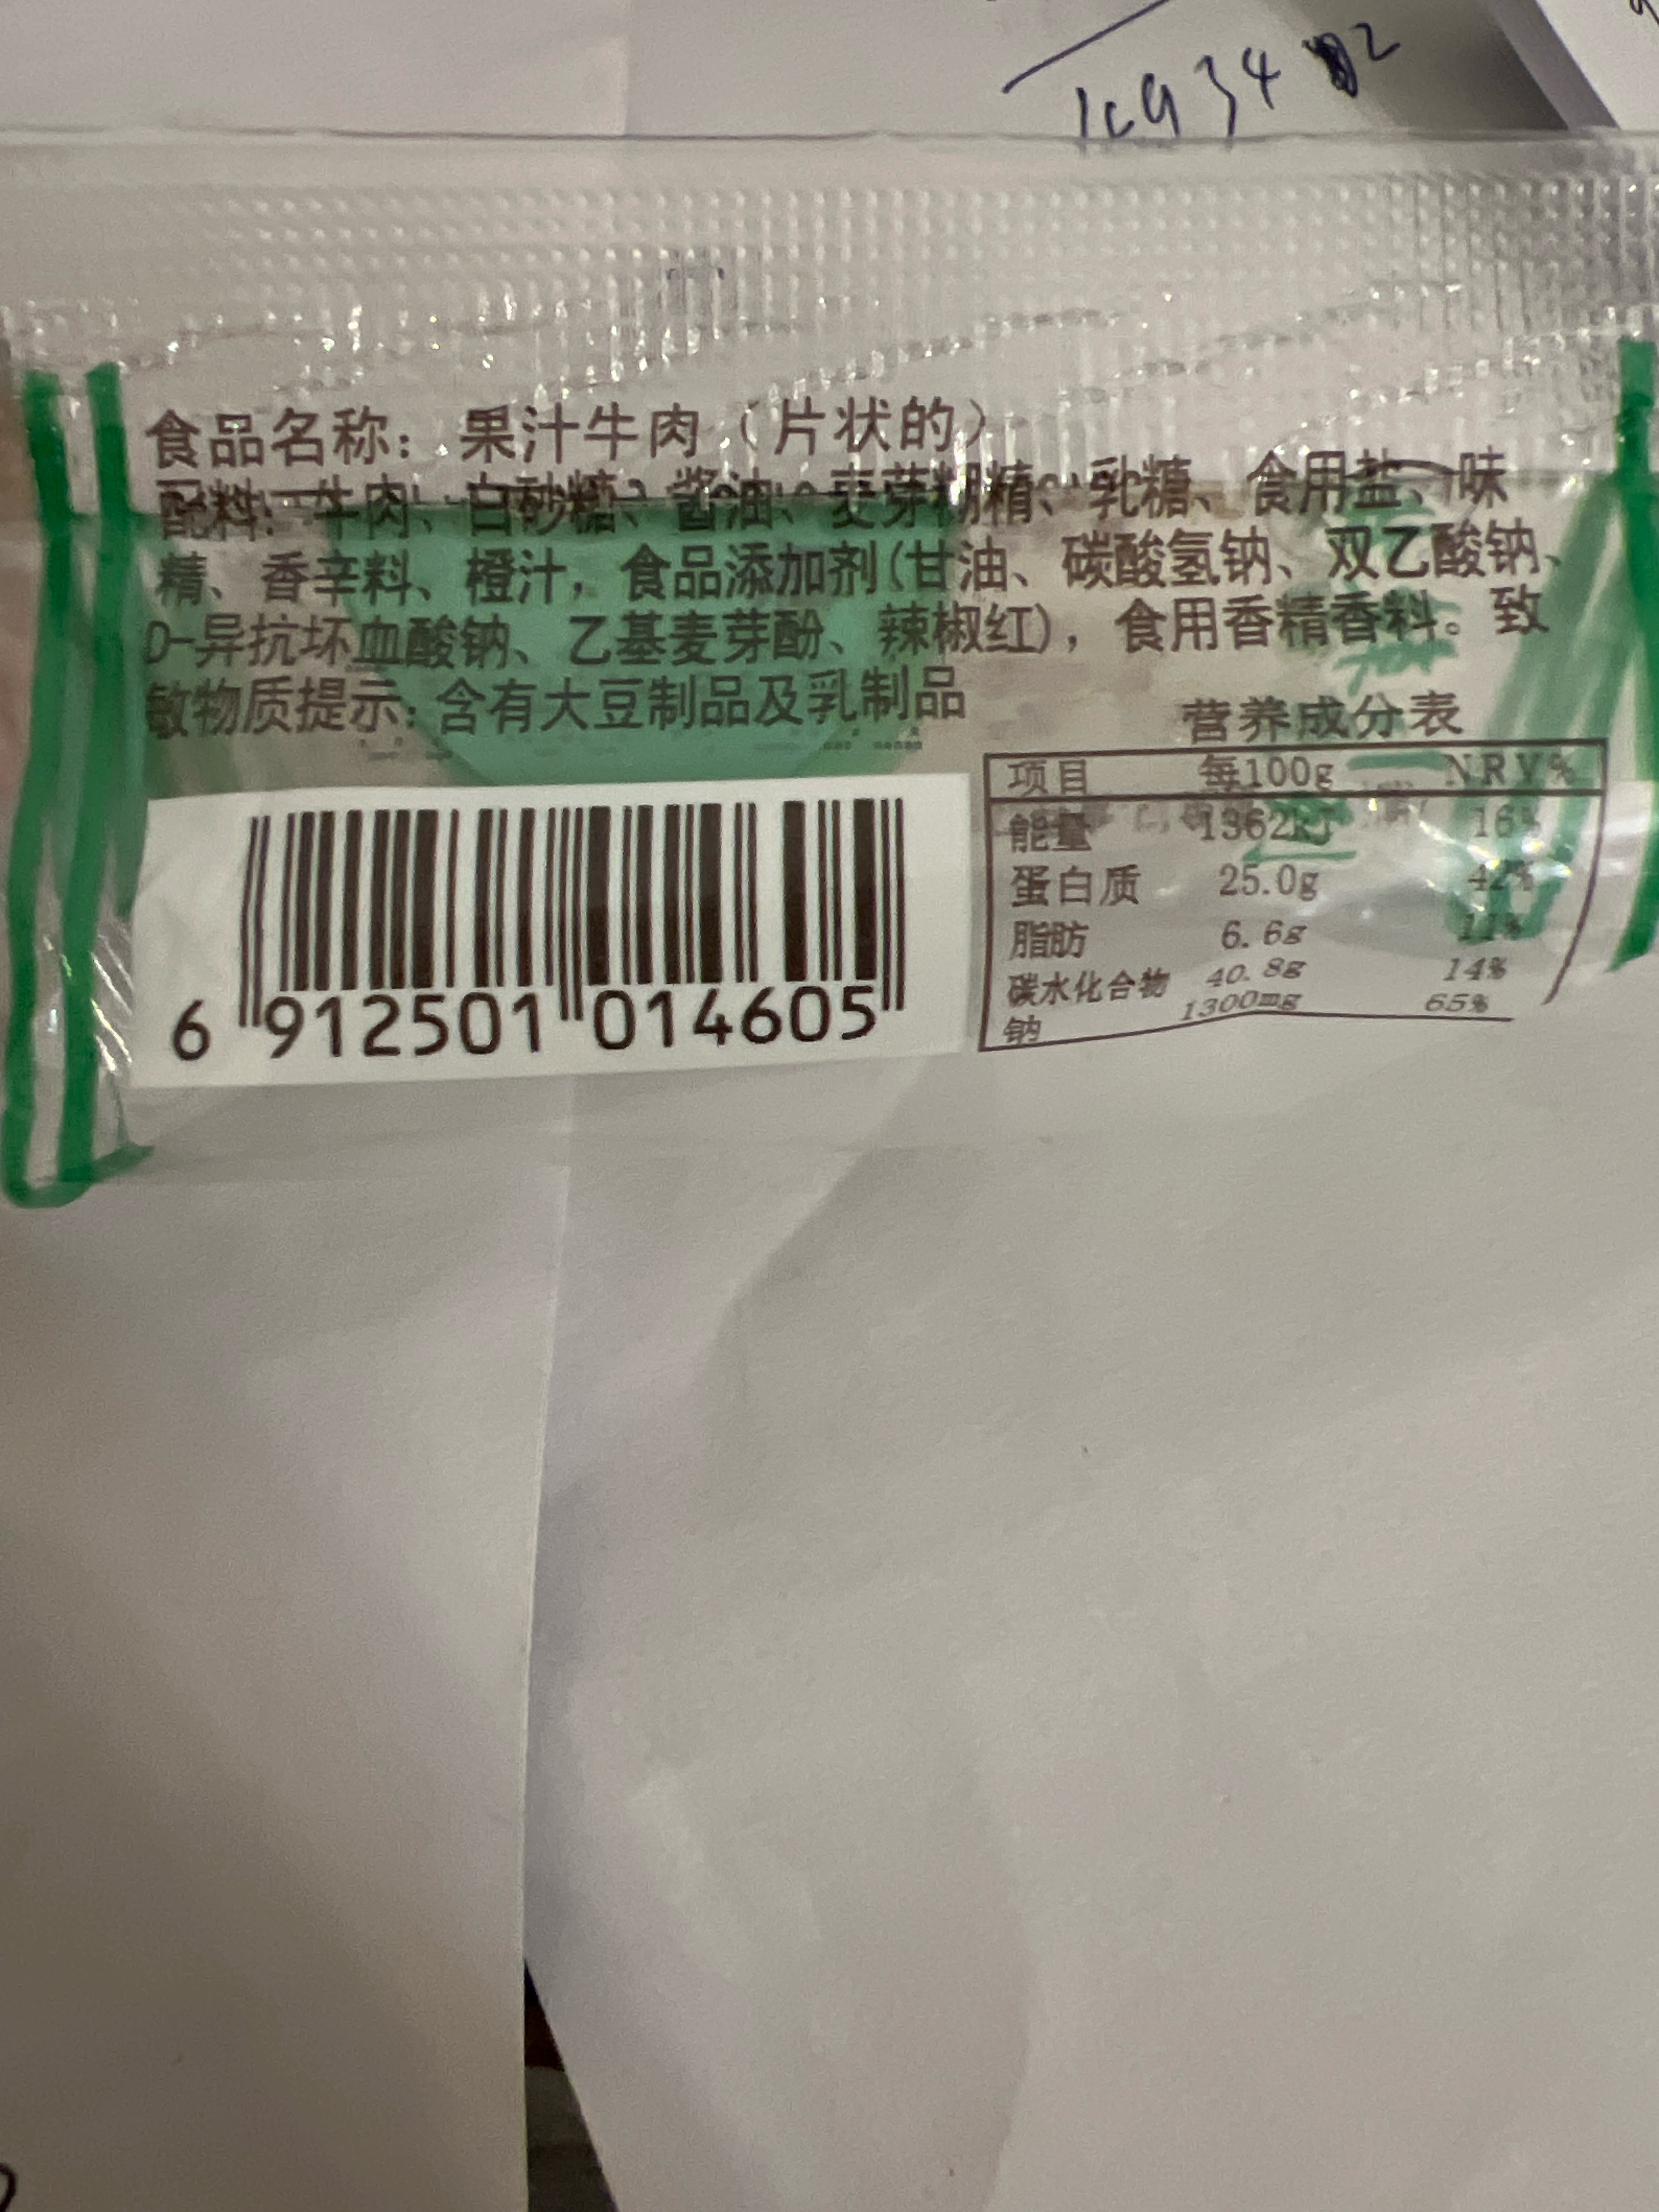 食品名称：果汁牛肉（片状的）
配料：牛肉、白砂糖、酱油、麦芽糊精、乳糖、食用盐、味
精、香辛料、橙汁，食品添加剂(甘油、碳酸氢钠、双乙酸钠、
D-异抗坏血酸钠、乙基麦芽酚、辣椒红)，食用香精香料。致
敏物质提示：含有大豆制品及乳制品
营养成分表
项目 每100g NRV%
能量 1362kJ 16%
蛋白质 25.0g 42%
脂肪 6.6g 11%
碳水化合物 40.8g 14%
钠 1300mg 65%
6 912501 014605